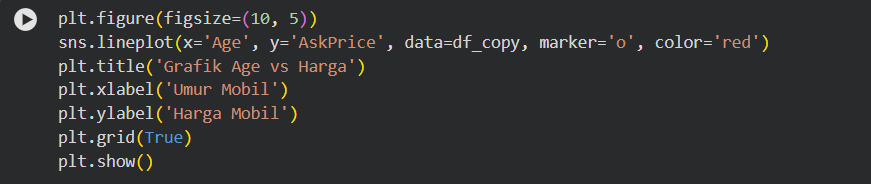 plt.figure(figsize=(10, 5))
sns.lineplot(x='Age', y='AskPrice', data=df_copy, marker='o', color='red')
plt.title('Grafik Age vs Harga')
plt.xlabel('Umur Mobil')
plt.ylabel('Harga Mobil')
plt.grid(True)
plt.show()